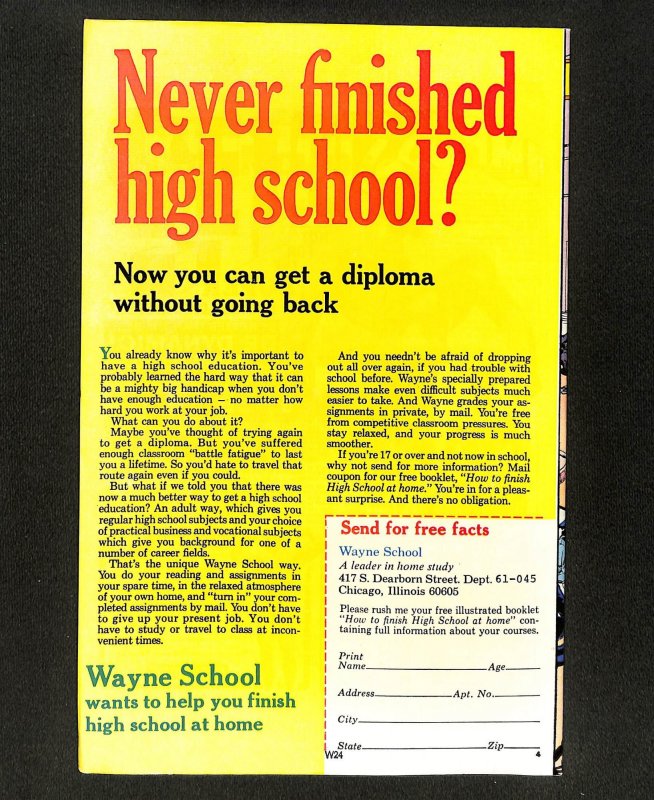 Never finished
high school?
Now you can get a diploma
without going back
You already know why it's important to
have a high school education. You've
probably learned the hard way that it can
be a mighty big handicap when you don't
have enough education — no matter how
hard you work at your job.
What can you do about it?
Maybe you've thought of trying again
to get a diploma. But you've suffered
enough classroom "battle fatigue" to last
you a lifetime. So you'd hate to travel that
route again even if you could.
But what if we told you that there was
now a much better way to get a high school
education? An adult way, which gives you
regular high school subjects and your choice
of practical business and vocational subjects
which give you background for one of a
number of career fields.
That's the unique Wayne School way.
You do your reading and assignments in
your spare time, in the relaxed atmosphere
of your own home, and "turn in" your com-
pleted assignments by mail. You don't have
to give up your present job. You don't
have to study or travel to class at incon-
venient times.
Wayne School
wants to help you finish
high school at home
And you needn't be afraid of dropping
out all over again, if you had trouble with
school before. Wayne's specially prepared
lessons make even difficult subjects much
easier to take. And Wayne grades your as-
signments in private, by mail. You're free
from competitive classroom pressures. You
stay relaxed, and your progress is much
smoother.
If you're 17 or over and not now in school,
why not send for more information? Mail
coupon for our free booklet, "How to finish
High School at home." You're in for a pleas-
ant surprise. And there's no obligation.
Send for free facts
Wayne School
A leader in home study
417 S. Dearborn Street. Dept. 61-045
Chicago, Illinois 60605
Please rush me your free illustrated booklet
"How to finish High School at home" con-
taining full information about your courses.
Print
Name Age
Address Apt. No.
City
State Zip
W24 4